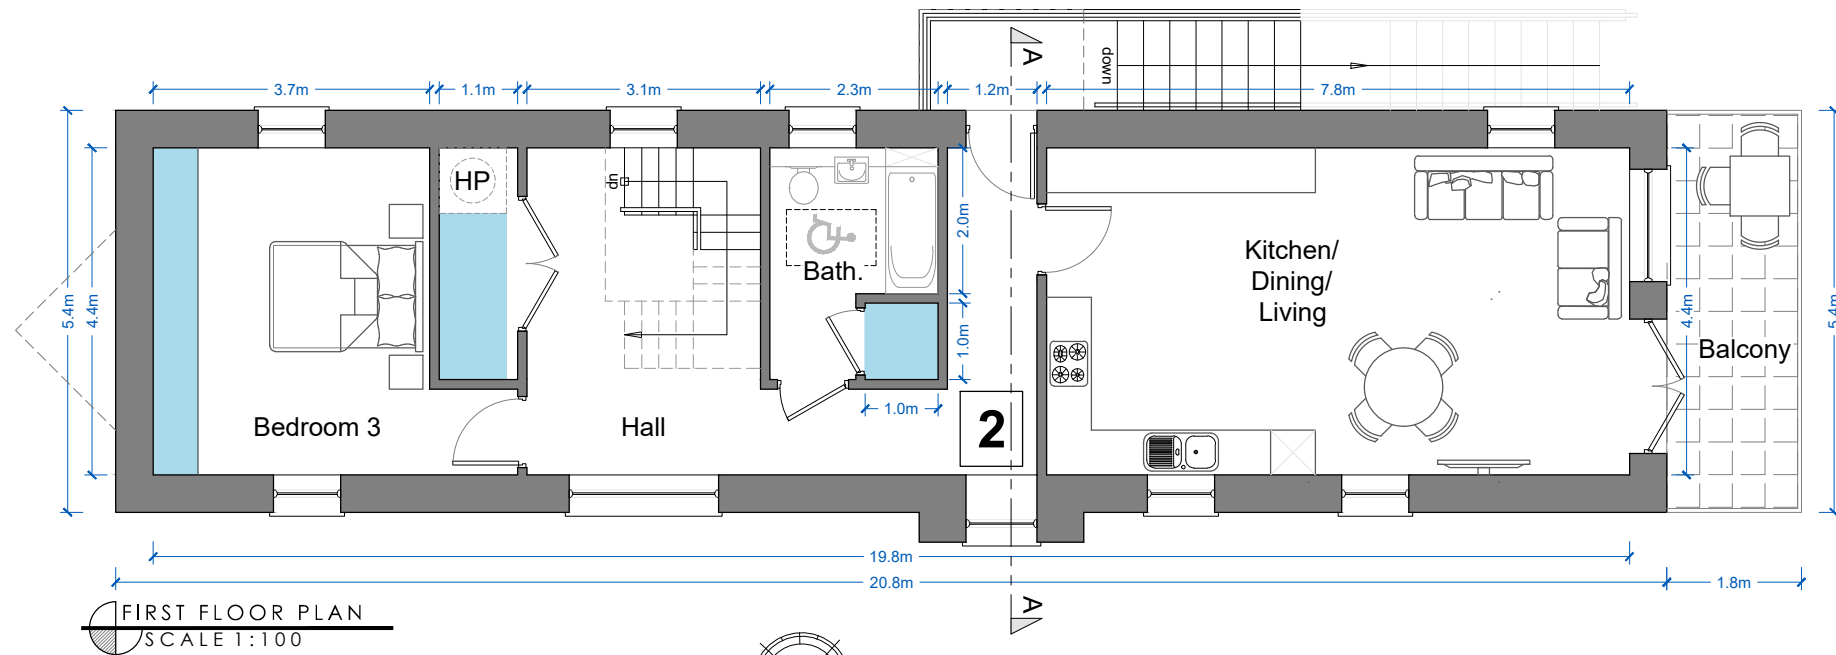 A
down
3.7m
1.1m
3.1m
2.3m
1.2m
7.8m
HP
dn
2.0m
Bath.
Kitchen/
Dining/
Living
5.4m
4.4m
1.0m
4.4m
5.4m
Balcony
1.0m
Bedroom 3
Hall
2
19.8m
20.8m
1.8m
A
FIRST FLOOR PLAN
SCALE 1:100